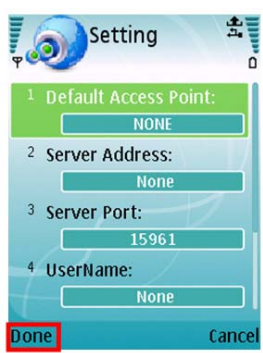 Setting
1 Default Access Point:
NONE
2 Server Address:
None
3 Server Port:
15961
4 UserName:
None
Done Cancel